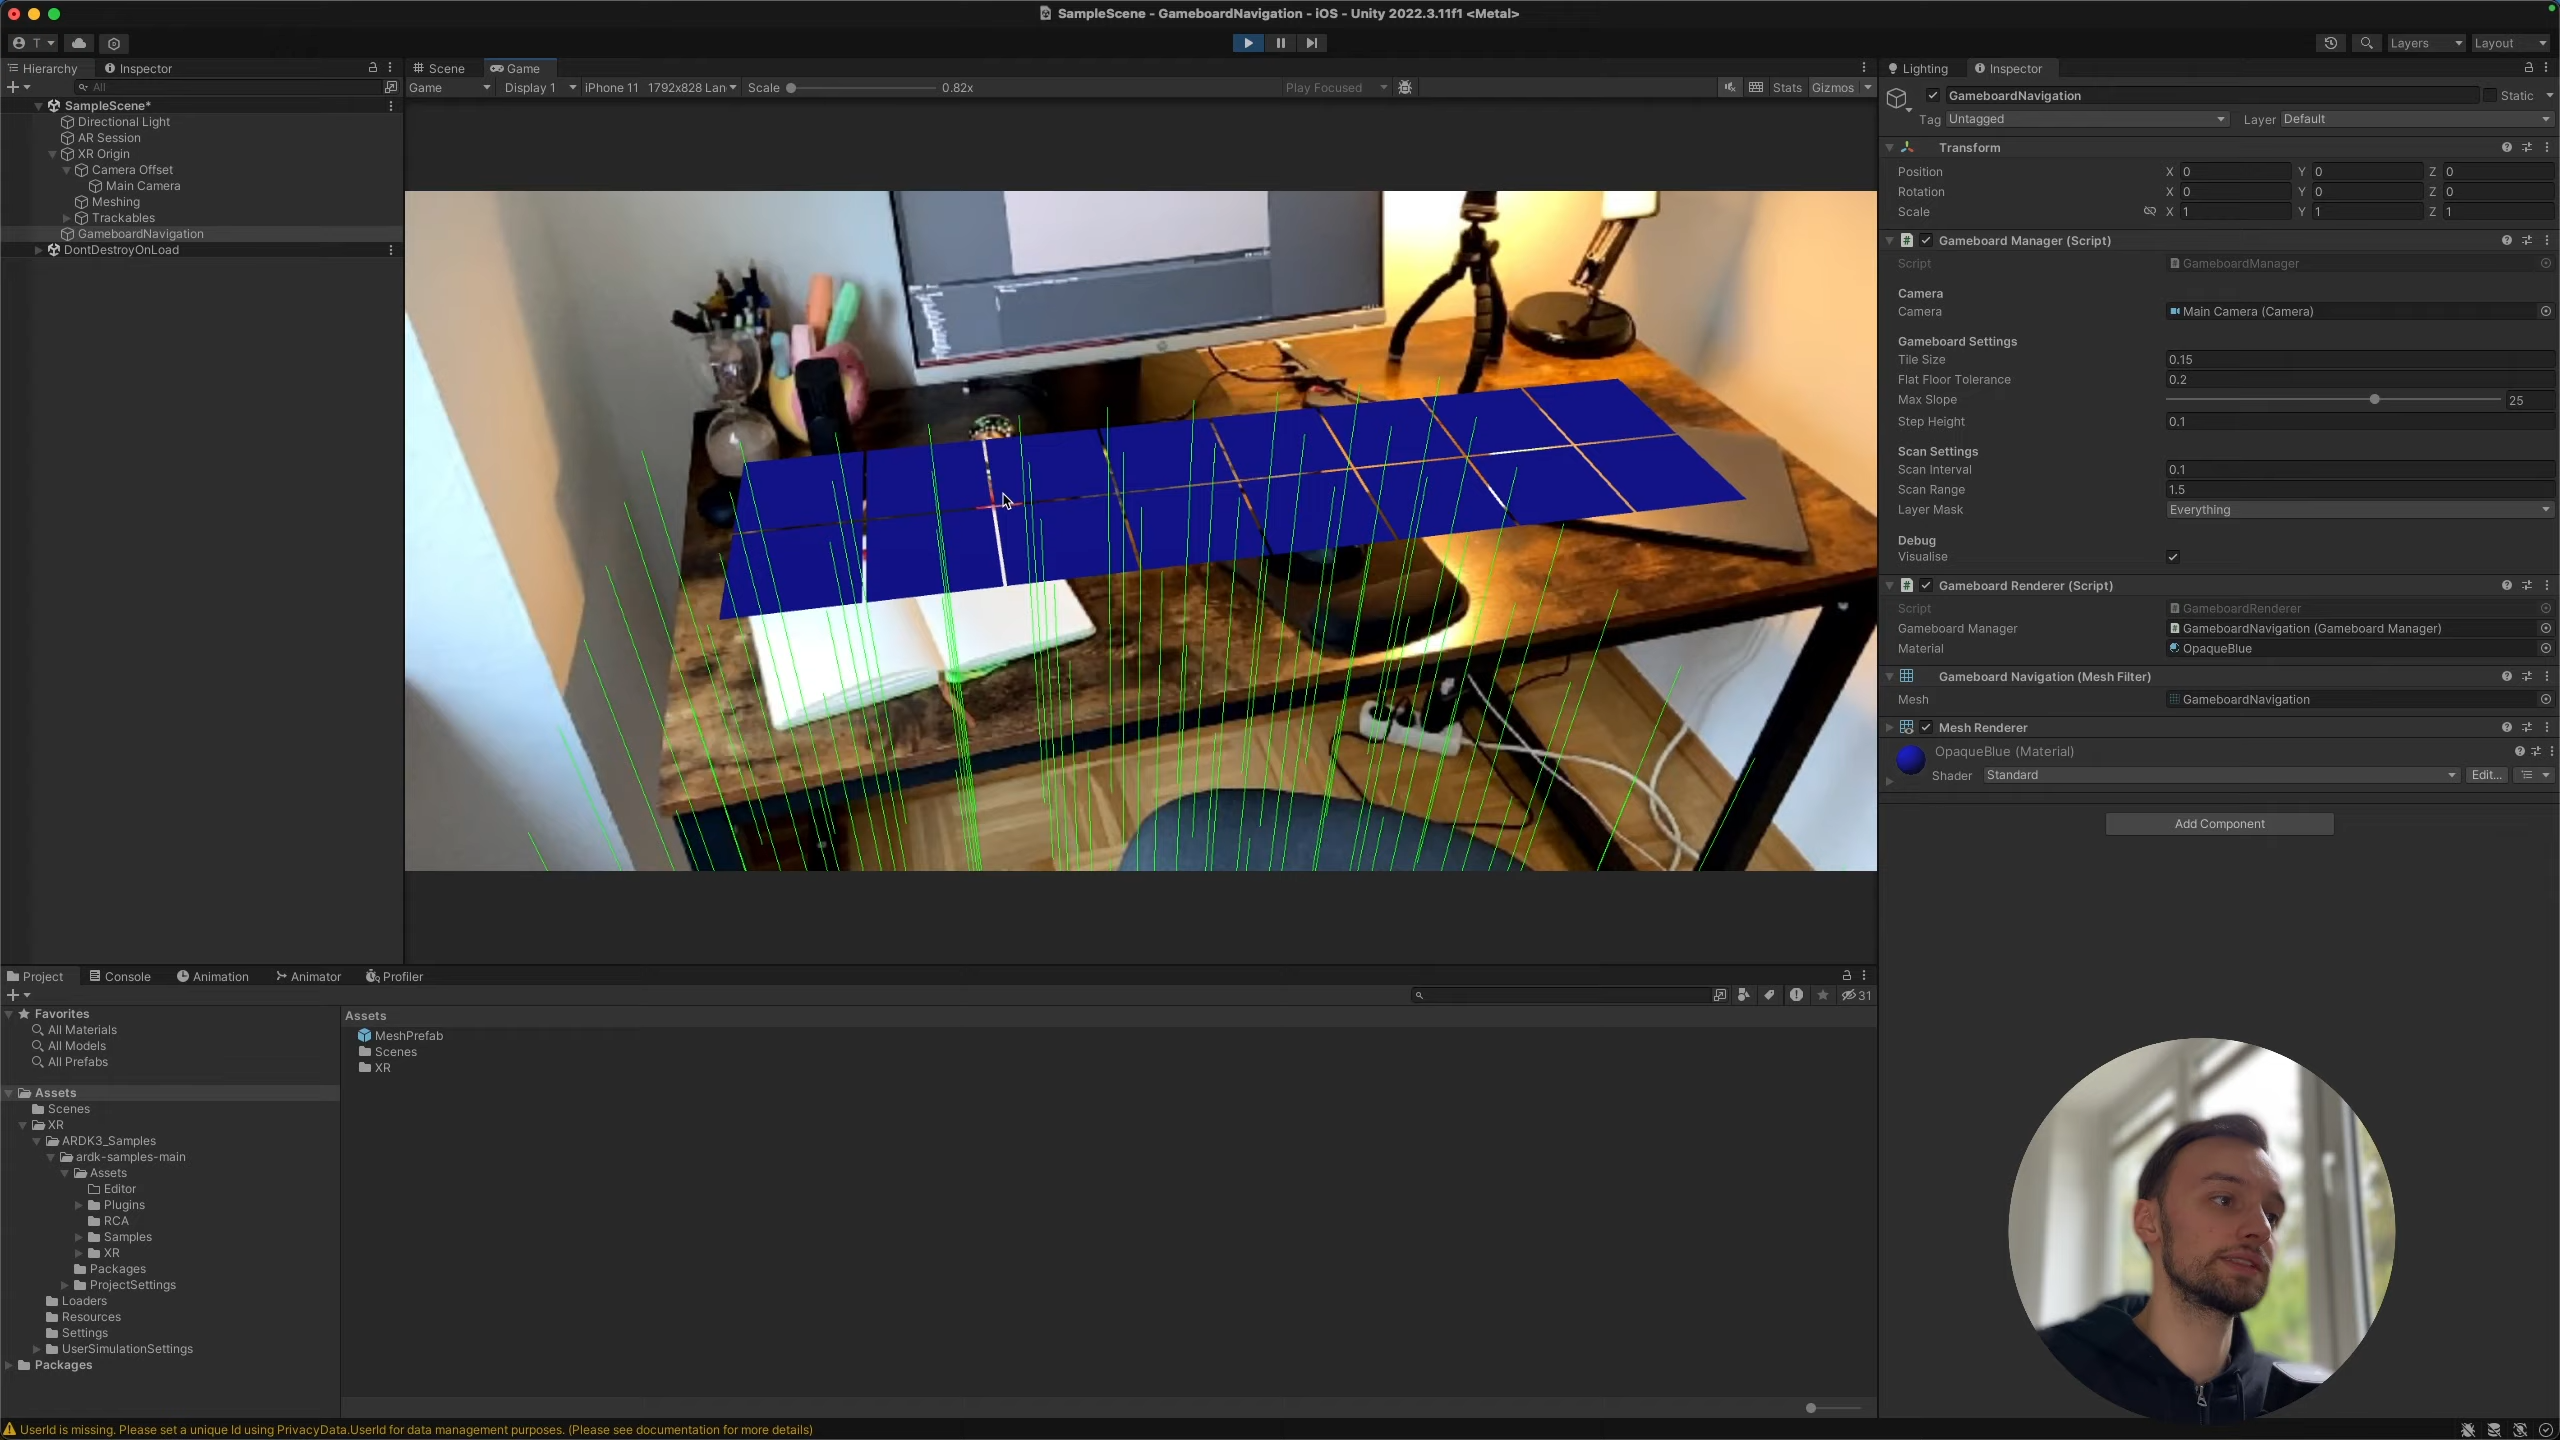 SampleScene - GameboardNavigation - iOS - Unity 2022.3.11f1 <Metal>
T
Layers
Layout
Hierarchy
Inspector
All
SampleScene*
Directional Light
AR Session
XR Origin
Camera Offset
Main Camera
Meshing
Trackables
GameboardNavigation
DontDestroyOnLoad
Scene
Game
Game
Display 1
iPhone 11 1792x828 Lan
Scale
0.82x
Play Focused
Stats
Gizmos
Lighting
Inspector
GameboardNavigation
Static
Tag Untagged
Layer Default
Transform
Position X 0 Y 0 Z 0
Rotation X 0 Y 0 Z 0
Scale X 1 Y 1 Z 1
Gameboard Manager (Script)
Script GameboardManager
Camera
Camera Main Camera (Camera)
Gameboard Settings
Tile Size 0.15
Flat Floor Tolerance 0.2
Max Slope 25
Step Height 0.1
Scan Settings
Scan Interval 0.1
Scan Range 1.5
Layer Mask Everything
Debug
Visualise
Gameboard Renderer (Script)
Script GameboardRenderer
Gameboard Manager GameboardNavigation (Gameboard Manager)
Material OpaqueBlue
Gameboard Navigation (Mesh Filter)
Mesh GameboardNavigation
Mesh Renderer
OpaqueBlue (Material)
Shader Standard Edit...
Add Component
Project
Console
Animation
Animator
Profiler
31
Favorites
All Materials
All Models
All Prefabs
Assets
Scenes
XR
ARDK3_Samples
ardk-samples-main
Assets
Editor
Plugins
RCA
Samples
XR
Packages
ProjectSettings
Loaders
Resources
Settings
UserSimulationSettings
Packages
Assets
MeshPrefab
Scenes
XR
UserId is missing. Please set a unique Id using PrivacyData.UserId for data management purposes. (Please see documentation for more details)